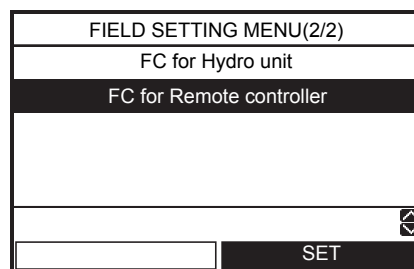 FIELD SETTING MENU(2/2)
FC for Hydro unit
FC for Remote controller
SET